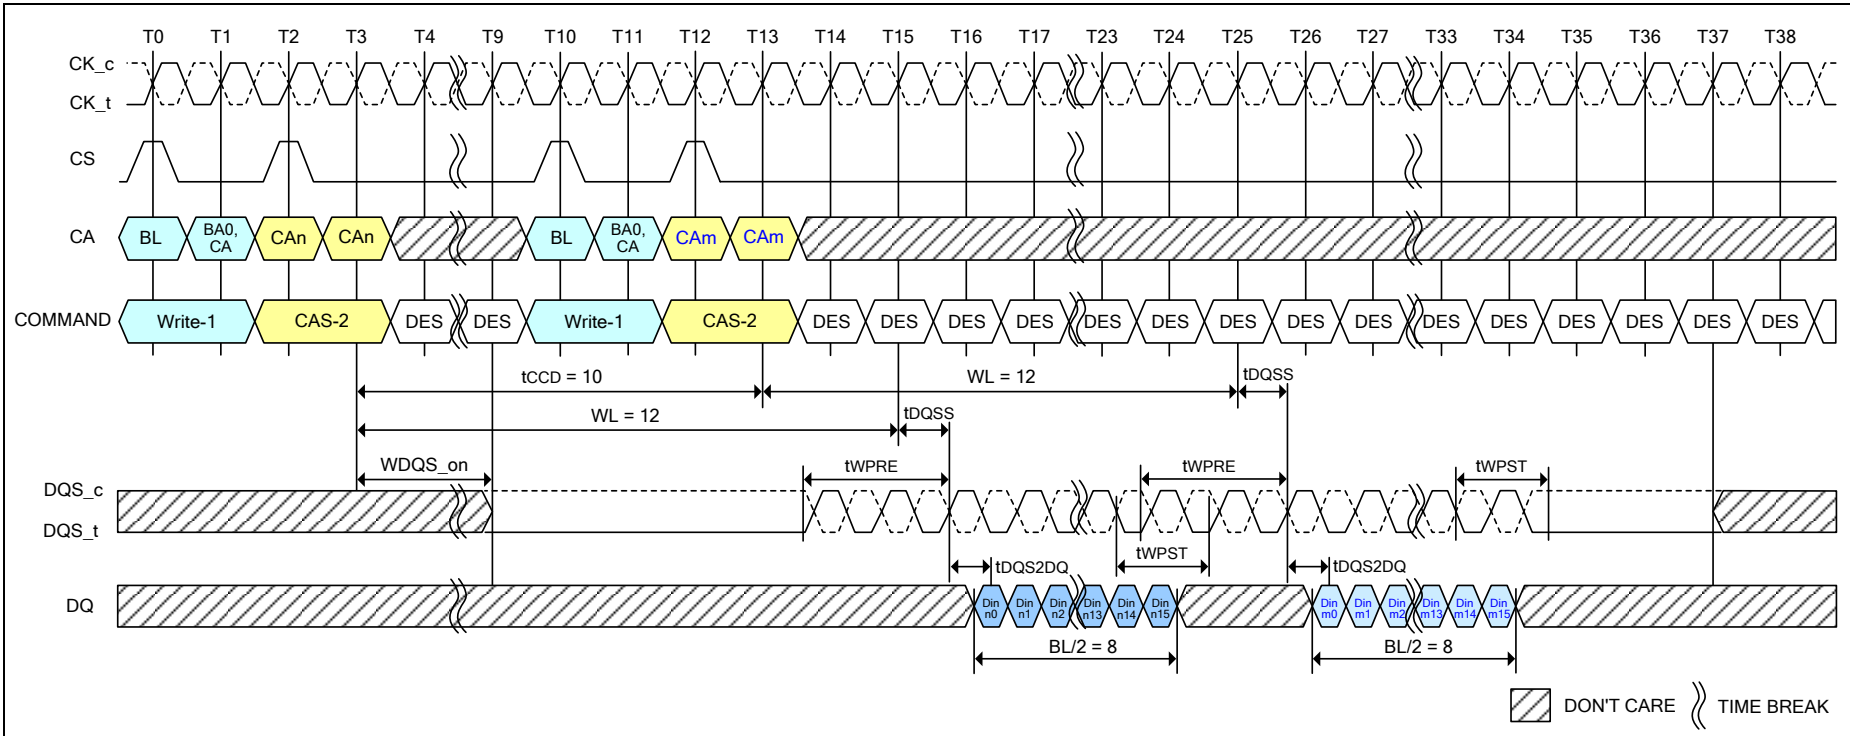 T0 T1 T2 T3 T4 T9 T10 T11 T12 T13 T14 T15 T16 T17 T23 T24 T25 T26 T27 T33 T34 T35 T36 T37 T38
CK_c
CK_t
CS
CA BL BA0, CA CAn CAn BL BA0, CA CAm CAm
COMMAND Write-1 CAS-2 DES DES Write-1 CAS-2 DES DES DES DES DES DES DES DES DES DES DES DES DES DES DES
tCCD = 10 WL = 12 tDQSS
WL = 12 tDQSS
WDQS_on tWPRE tWPRE tWPST
DQS_c
DQS_t
tWPST
tDQS2DQ tDQS2DQ
DQ Din n0 Din n1 Din n2 Din n13 Din n14 Din n15 Din m0 Din m1 Din m2 Din m13 Din m14 Din m15
BL/2 = 8 BL/2 = 8
DON'T CARE TIME BREAK